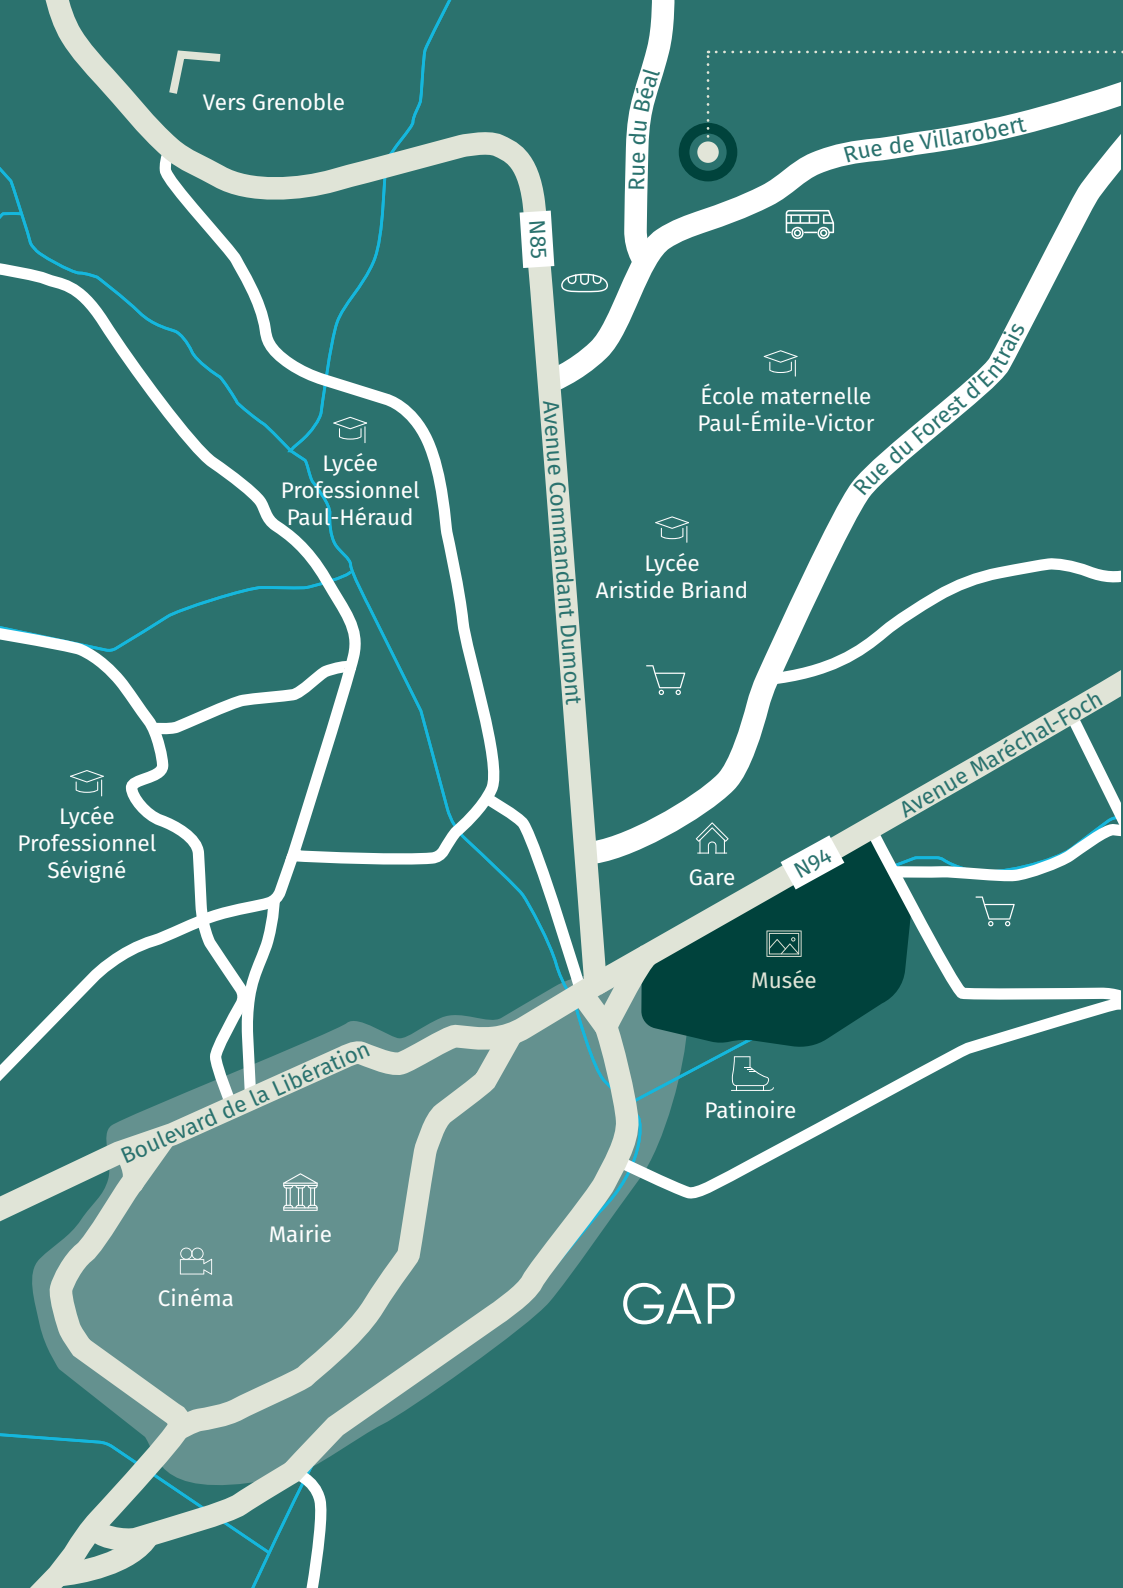 Vers Grenoble
Rue du Béal
Rue de Villarobert
N85
École maternelle
Paul-Émile-Victor
Rue du Forest d'Entrais
Avenue Commandant Dumont
Lycée
Professionnel
Paul-Héraud
Lycée
Aristide Briand
Avenue Maréchal-Foch
Lycée
Professionnel
Sévigné
Gare
N94
Musée
Boulevard de la Libération
Patinoire
Mairie
Cinéma
GAP